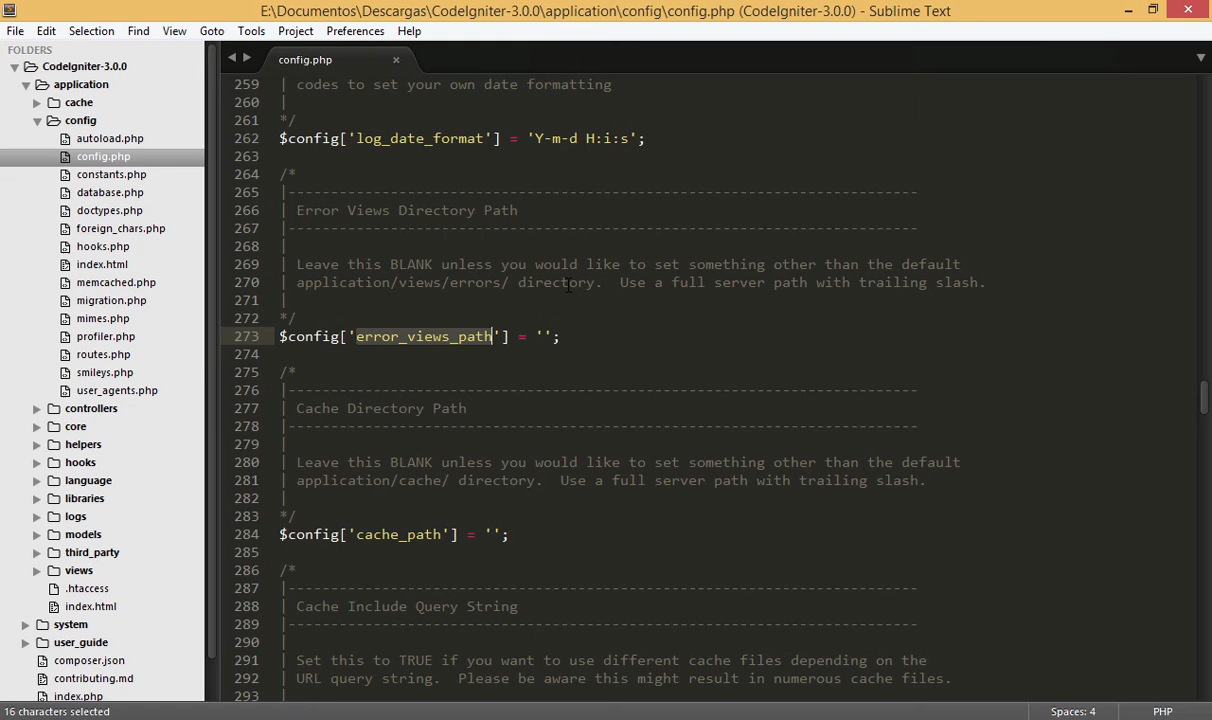 E:\Documentos\Descargas\CodeIgniter-3.0.0\application\config\config.php (CodeIgniter-3.0.0) - Sublime Text
File Edit Selection Find View Goto Tools Project Preferences Help
FOLDERS
CodeIgniter-3.0.0
application
cache
config
autoload.php
config.php
constants.php
database.php
doctypes.php
foreign_chars.php
hooks.php
index.html
memcached.php
migration.php
mimes.php
profiler.php
routes.php
smileys.php
user_agents.php
controllers
core
helpers
hooks
language
libraries
logs
models
third_party
views
.htaccess
index.html
system
user_guide
composer.json
contributing.md
index.php
config.php
259 | codes to set your own date formatting
260 |
261 */
262 $config['log_date_format'] = 'Y-m-d H:i:s';
263
264 /*
265 |--------------------------------------------------------------------------
266 | Error Views Directory Path
267 |--------------------------------------------------------------------------
268 |
269 | Leave this BLANK unless you would like to set something other than the default
270 | application/views/errors/ directory.  Use a full server path with trailing slash.
271 |
272 */
273 $config['error_views_path'] = '';
274
275 /*
276 |--------------------------------------------------------------------------
277 | Cache Directory Path
278 |--------------------------------------------------------------------------
279 |
280 | Leave this BLANK unless you would like to set something other than the default
281 | application/cache/ directory.  Use a full server path with trailing slash.
282 |
283 */
284 $config['cache_path'] = '';
285
286 /*
287 |--------------------------------------------------------------------------
288 | Cache Include Query String
289 |--------------------------------------------------------------------------
290 |
291 | Set this to TRUE if you want to use different cache files depending on the
292 | URL query string.  Please be aware this might result in numerous cache files.
293 |
16 characters selected
Spaces: 4
PHP